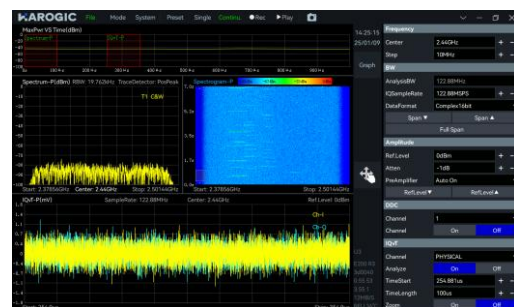 HAROGIC File Mode System Preset Single Continu. Rec Play
MaxPwr VS Time(dBm)
14:25:15
25/01/09
Graph
Spectrum-P(dBm) RBW: 19.762kHz TraceDetector: PosPeak
T1 C&W
Start: 2.37856GHz Center: 2.44GHz Stop: 2.50144GHz
Spectrogram-P
Start: 2.37856GHz Stop: 2.50144GHz
IQvT-P(mV) SampleRate: 122.88MHz Center: 2.44GHz Ref.Level 0dBm
Ch-I
Ch-Q
Frequency
Center 2.44GHz + -
Step 10MHz + -
BW
AnalysisBW 122.88MHz
IQSampleRate 122.88MSPS
DataFormat Complex16bit
Span ▼ Span ▲
Full Span
Amplitude
Ref.Level 0dBm + -
Atten -1dB + -
PreAmplifier Auto On
RefLevel▼ RefLevel▲
DDC
Channel 1
Channel On Off
IQvT
Channel PHYSICAL
Analyze On Off
TimeStart 254.881us + -
TimeLength 100us + -
Zoom On Off